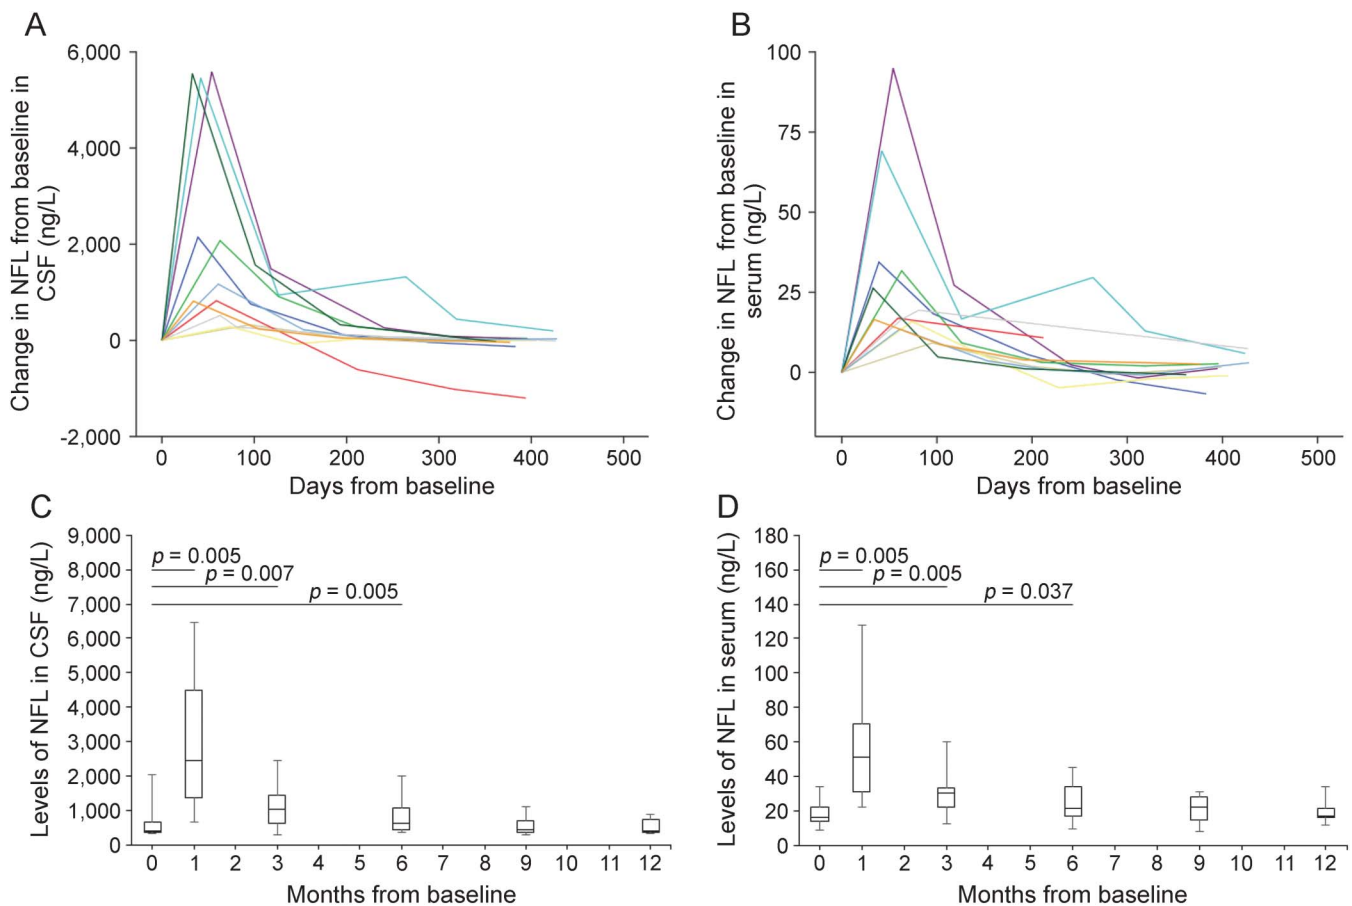 A
Change in NFL from baseline in
CSF (ng/L)
6,000
4,000
2,000
0
-2,000
0 100 200 300 400 500
Days from baseline
B
Change in NFL from baseline in
serum (ng/L)
100
75
50
25
0
0 100 200 300 400 500
Days from baseline
C
Levels of NFL in CSF (ng/L)
9,000
8,000
7,000
6,000
5,000
4,000
3,000
2,000
1,000
0
p = 0.005
p = 0.007
p = 0.005
0 1 2 3 4 5 6 7 8 9 10 11 12
Months from baseline
D
Levels of NFL in serum (ng/L)
180
160
140
120
100
80
60
40
20
0
p = 0.005
p = 0.005
p = 0.037
0 1 2 3 4 5 6 7 8 9 10 11 12
Months from baseline